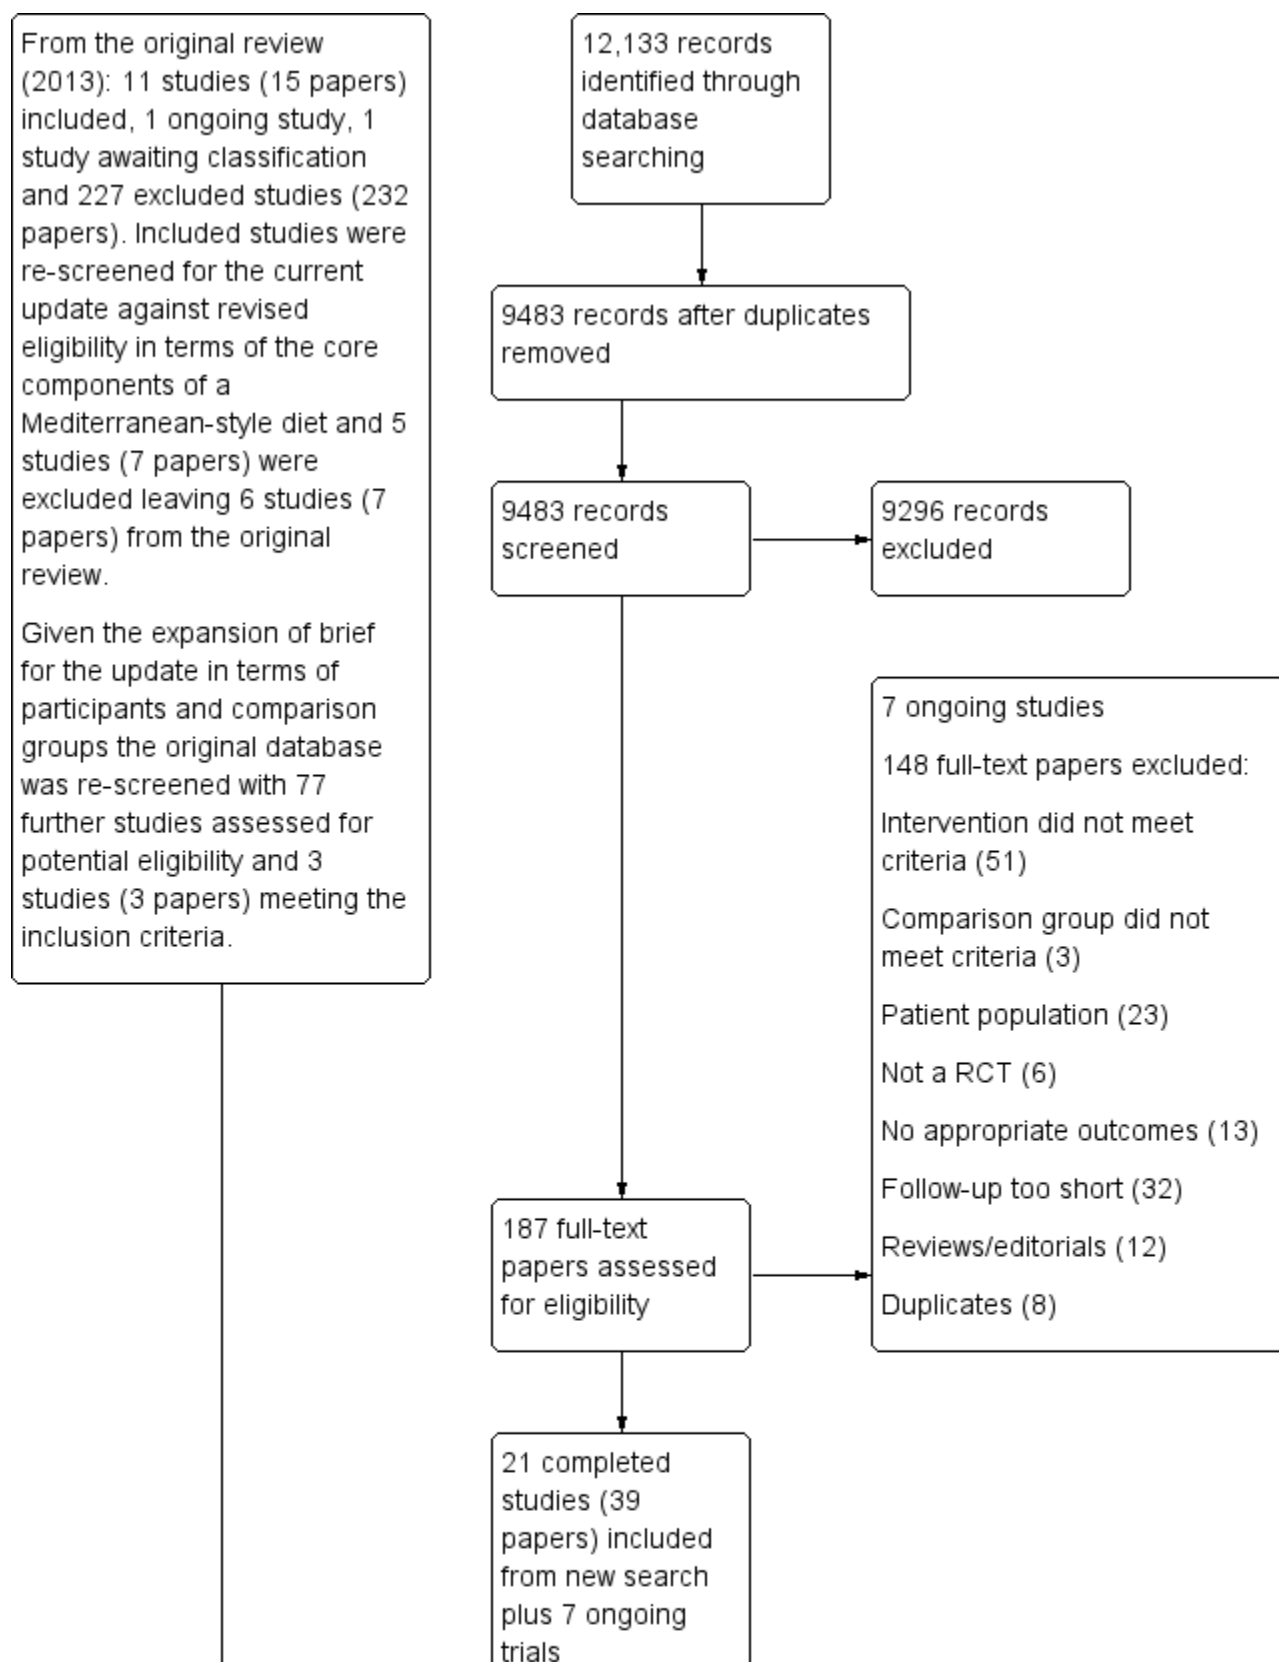 From the original review
(2013): 11 studies (15 papers)
included, 1 ongoing study, 1
study awaiting classification
and 227 excluded studies (232
papers). Included studies were
re-screened for the current
update against revised
eligibility in terms of the core
components of a
Mediterranean-style diet and 5
studies (7 papers) were
excluded leaving 6 studies (7
papers) from the original
review.
Given the expansion of brief
for the update in terms of
participants and comparison
groups the original database
was re-screened with 77
further studies assessed for
potential eligibility and 3
studies (3 papers) meeting the
inclusion criteria.
12,133 records
identified through
database
searching
9483 records after duplicates
removed
9483 records
screened
9296 records
excluded
7 ongoing studies
148 full-text papers excluded:
Intervention did not meet
criteria (51)
Comparison group did not
meet criteria (3)
Patient population (23)
Not a RCT (6)
No appropriate outcomes (13)
Follow-up too short (32)
Reviews/editorials (12)
Duplicates (8)
187 full-text
papers assessed
for eligibility
21 completed
studies (39
papers) included
from new search
plus 7 ongoing
trials